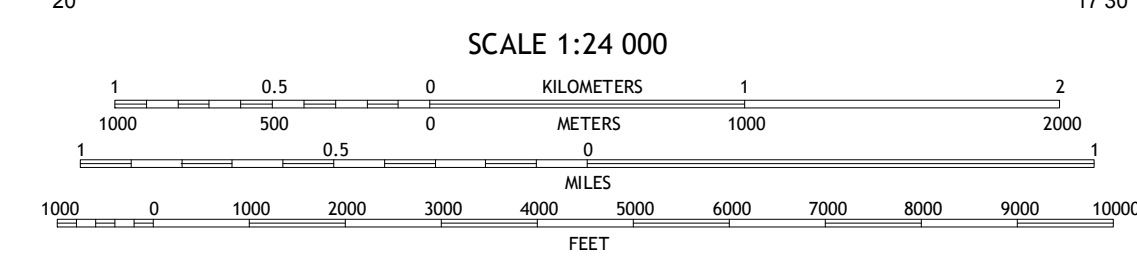 20 17 30
SCALE 1:24 000
1 0.5 0 KILOMETERS 1 2
1000 500 0 METERS 1000 2000
1 0.5 0 1
MILES
1000 0 1000 2000 3000 4000 5000 6000 7000 8000 9000 10000
FEET